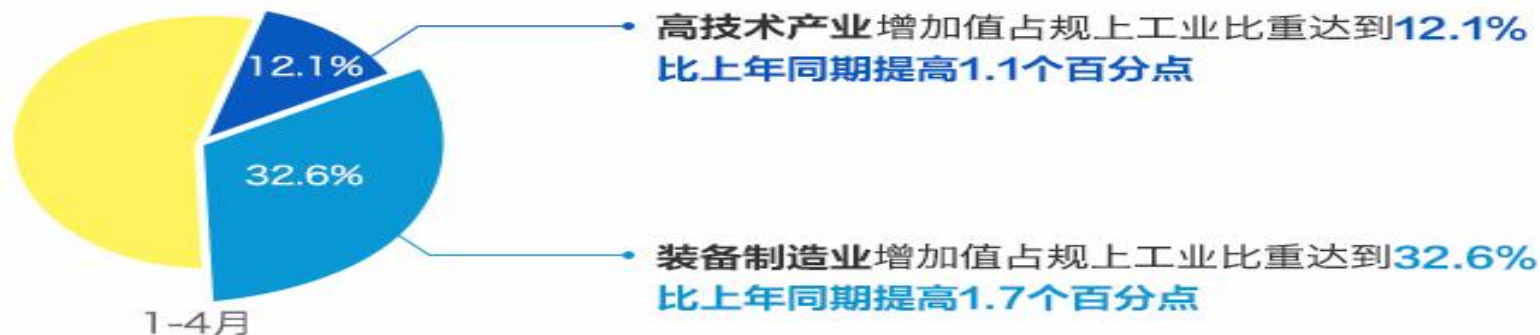 12.1%
高技术产业增加值占规上工业比重达到12.1%
比上年同期提高1.1个百分点
32.6%
装备制造业增加值占规上工业比重达到32.6%
比上年同期提高1.7个百分点
1-4月